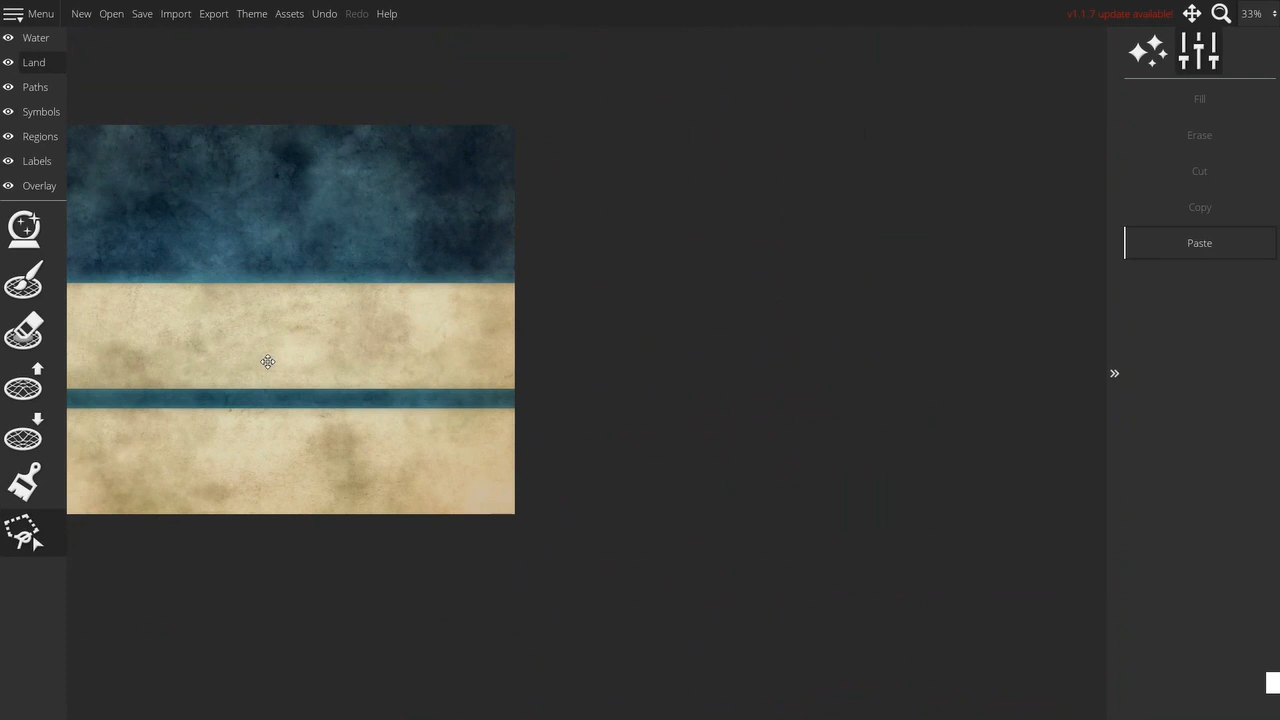 Menu New Open Save Import Export Theme Assets Undo Redo Help v1.1.7 update available! 33%
Water
Land
Paths
Symbols
Regions
Labels
Overlay
Fill
Erase
Cut
Copy
Paste